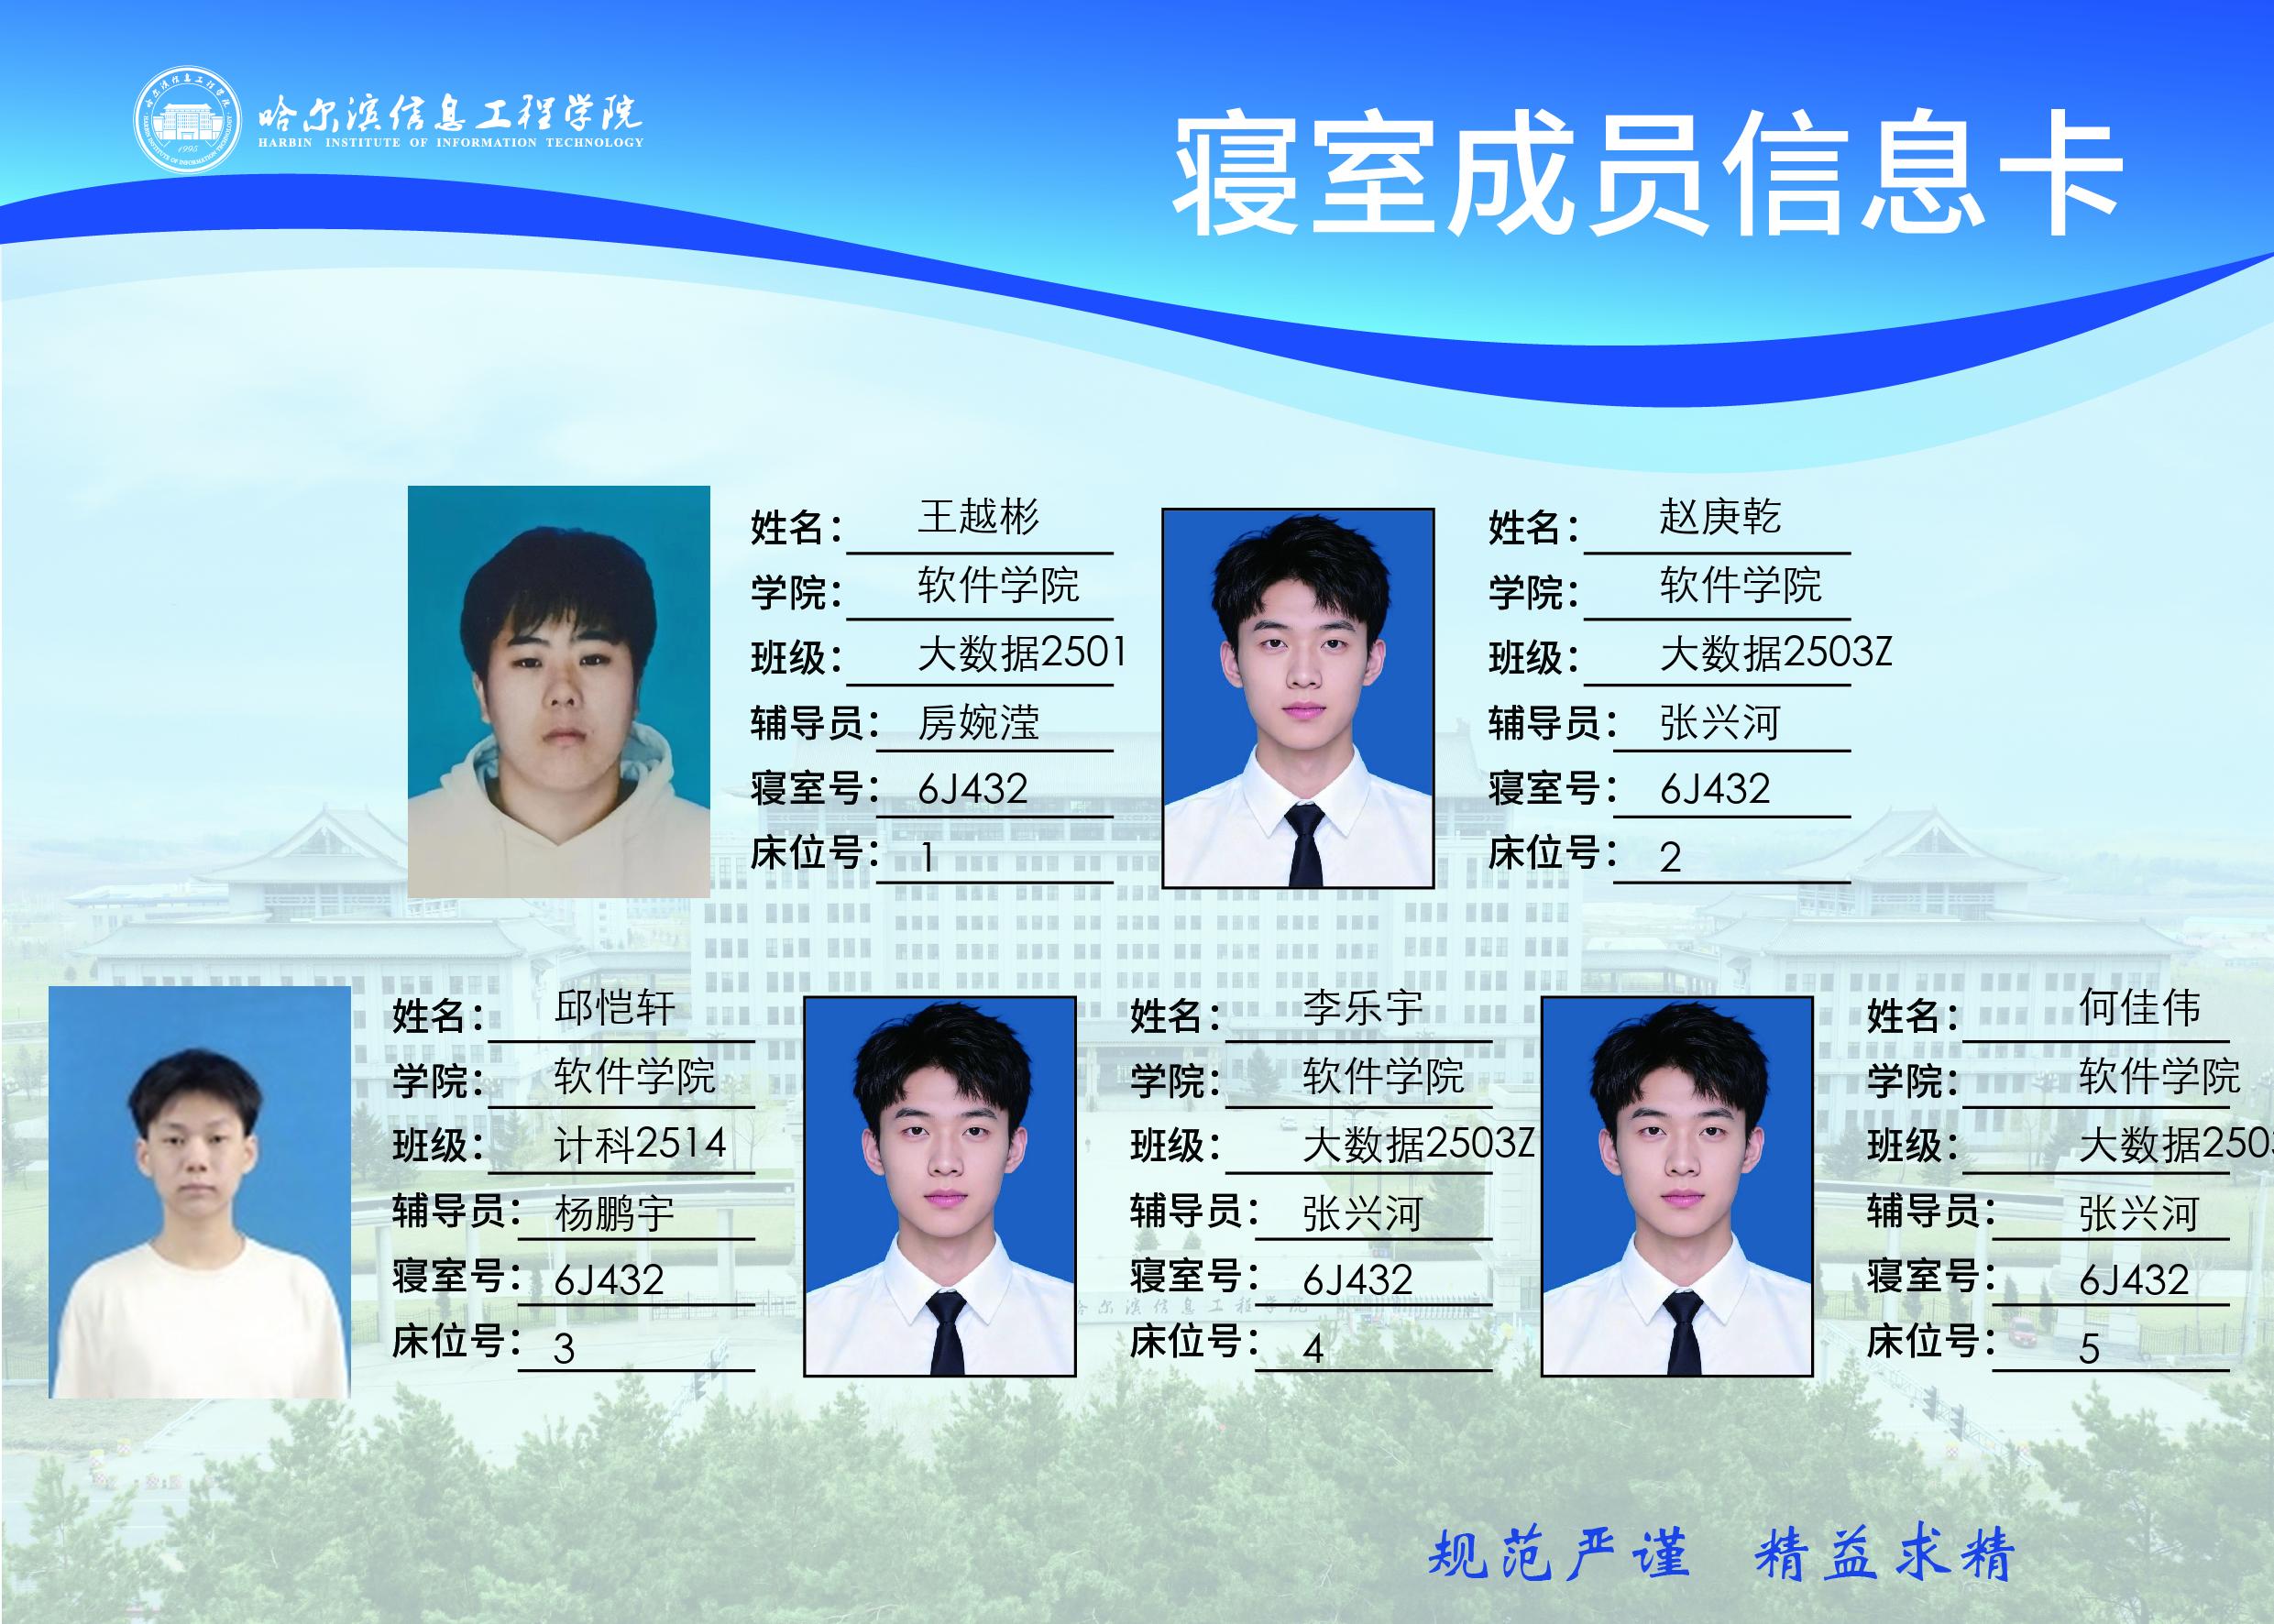 哈尔滨信息工程学院
HARBIN INSTITUTE OF INFORMATION TECHNOLOGY
1995
寝室成员信息卡
姓名：王越彬
学院：软件学院
班级：大数据2501
辅导员：房婉滢
寝室号：6J432
床位号：1
姓名：赵庚乾
学院：软件学院
班级：大数据2503Z
辅导员：张兴河
寝室号：6J432
床位号：2
姓名：邱恺轩
学院：软件学院
班级：计科2514
辅导员：杨鹏宇
寝室号：6J432
床位号：3
姓名：李乐宇
学院：软件学院
班级：大数据2503Z
辅导员：张兴河
寝室号：6J432
床位号：4
姓名：何佳伟
学院：软件学院
班级：大数据250
辅导员：张兴河
寝室号：6J432
床位号：5
哈尔滨信息工程学院
规范严谨 精益求精